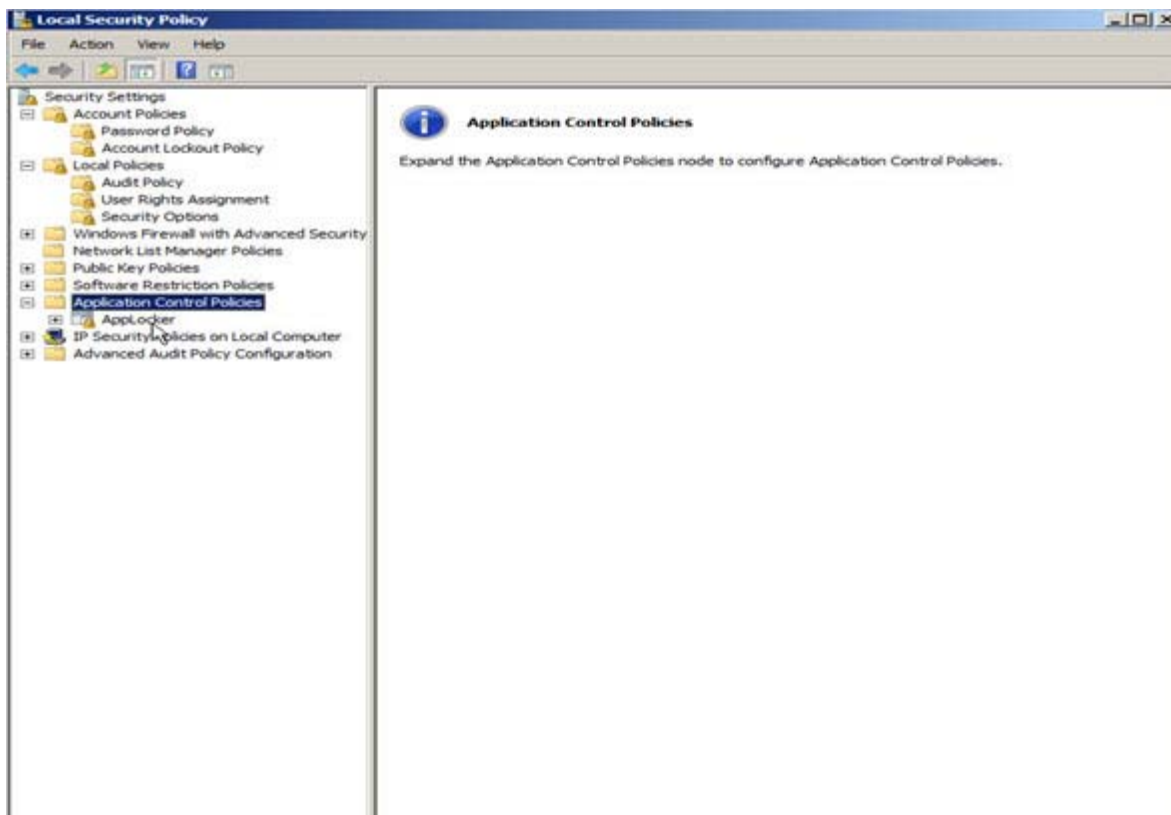 Local Security Policy
File Action View Help
Security Settings
Account Policies
Password Policy
Account Lockout Policy
Local Policies
Audit Policy
User Rights Assignment
Security Options
Windows Firewall with Advanced Security
Network List Manager Policies
Public Key Policies
Software Restriction Policies
Application Control Policies
AppLocker
IP Security Policies on Local Computer
Advanced Audit Policy Configuration
Application Control Policies
Expand the Application Control Policies node to configure Application Control Policies.